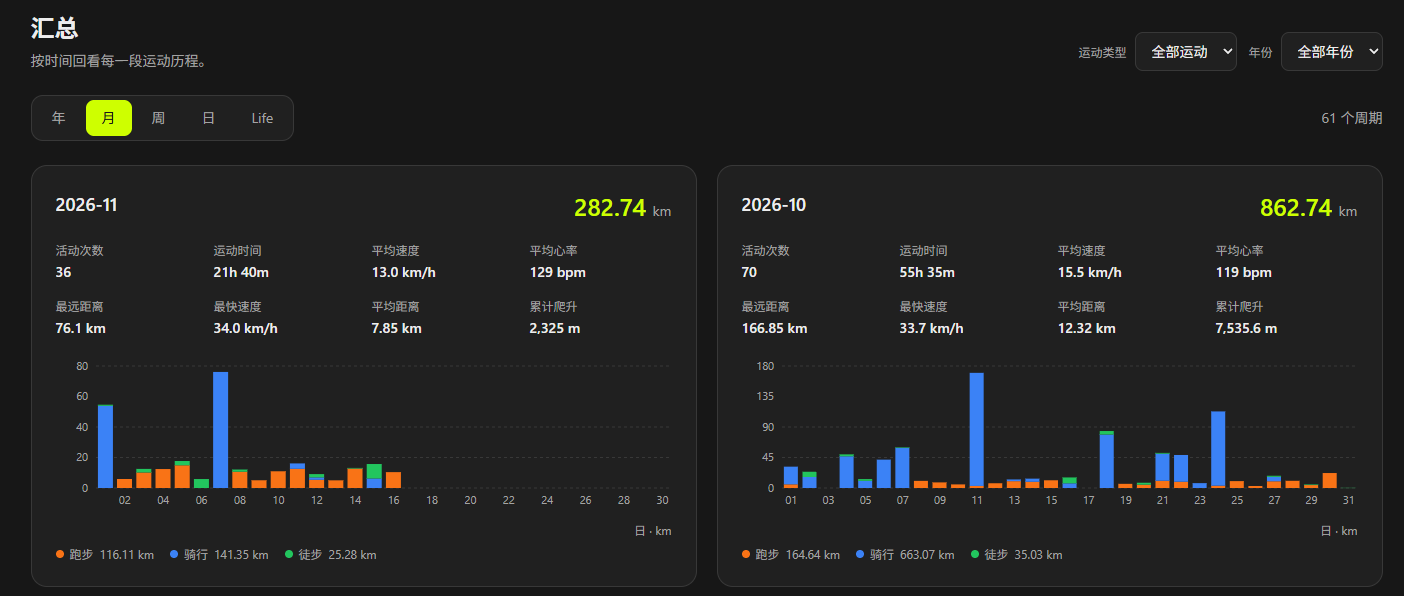 汇总
按时间回看每一段运动历程。
运动类型 全部运动 年份 全部年份
年 月 周 日 Life
61 个周期
2026-11 282.74 km
活动次数 运动时间 平均速度 平均心率
36 21h 40m 13.0 km/h 129 bpm
最远距离 最快速度 平均距离 累计爬升
76.1 km 34.0 km/h 7.85 km 2,325 m
80
60
40
20
0
02 04 06 08 10 12 14 16 18 20 22 24 26 28 30
日 · km
跑步 116.11 km 骑行 141.35 km 徒步 25.28 km
2026-10 862.74 km
活动次数 运动时间 平均速度 平均心率
70 55h 35m 15.5 km/h 119 bpm
最远距离 最快速度 平均距离 累计爬升
166.85 km 33.7 km/h 12.32 km 7,535.6 m
180
135
90
45
0
01 03 05 07 09 11 13 15 17 19 21 23 25 27 29 31
日 · km
跑步 164.64 km 骑行 663.07 km 徒步 35.03 km